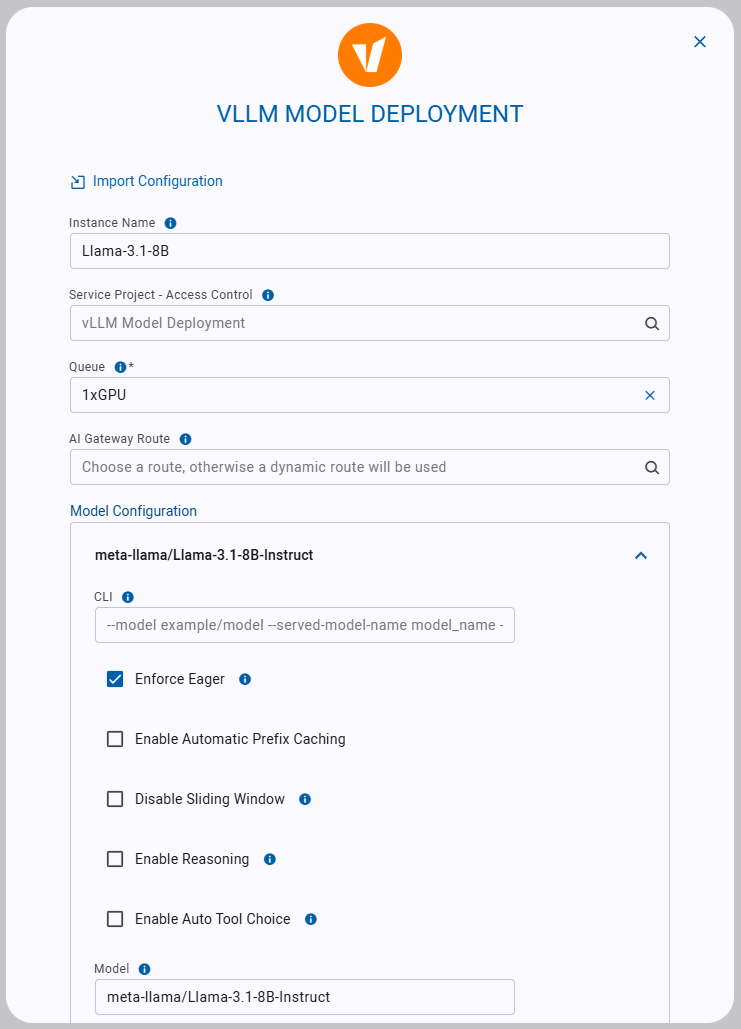 VLLM MODEL DEPLOYMENT
Import Configuration
Instance Name
Llama-3.1-8B
Service Project - Access Control
vLLM Model Deployment
Queue *
1xGPU
AI Gateway Route
Choose a route, otherwise a dynamic route will be used
Model Configuration
meta-llama/Llama-3.1-8B-Instruct
CLI
--model example/model --served-model-name model_name -
Enforce Eager
Enable Automatic Prefix Caching
Disable Sliding Window
Enable Reasoning
Enable Auto Tool Choice
Model
meta-llama/Llama-3.1-8B-Instruct